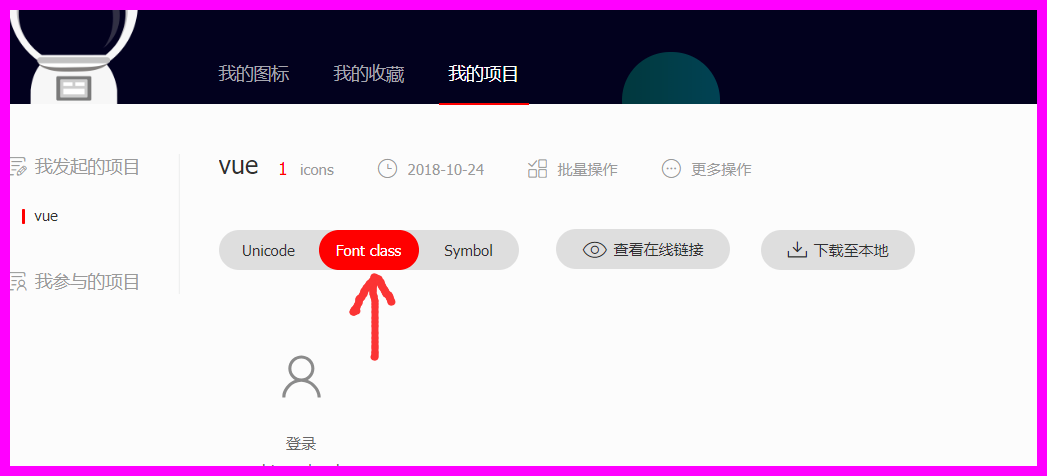 我的图标 我的收藏 我的项目
我发起的项目
vue
我参与的项目
vue 1 icons 2018-10-24 批量操作 更多操作
Unicode Font class Symbol 查看在线链接 下载至本地
登录